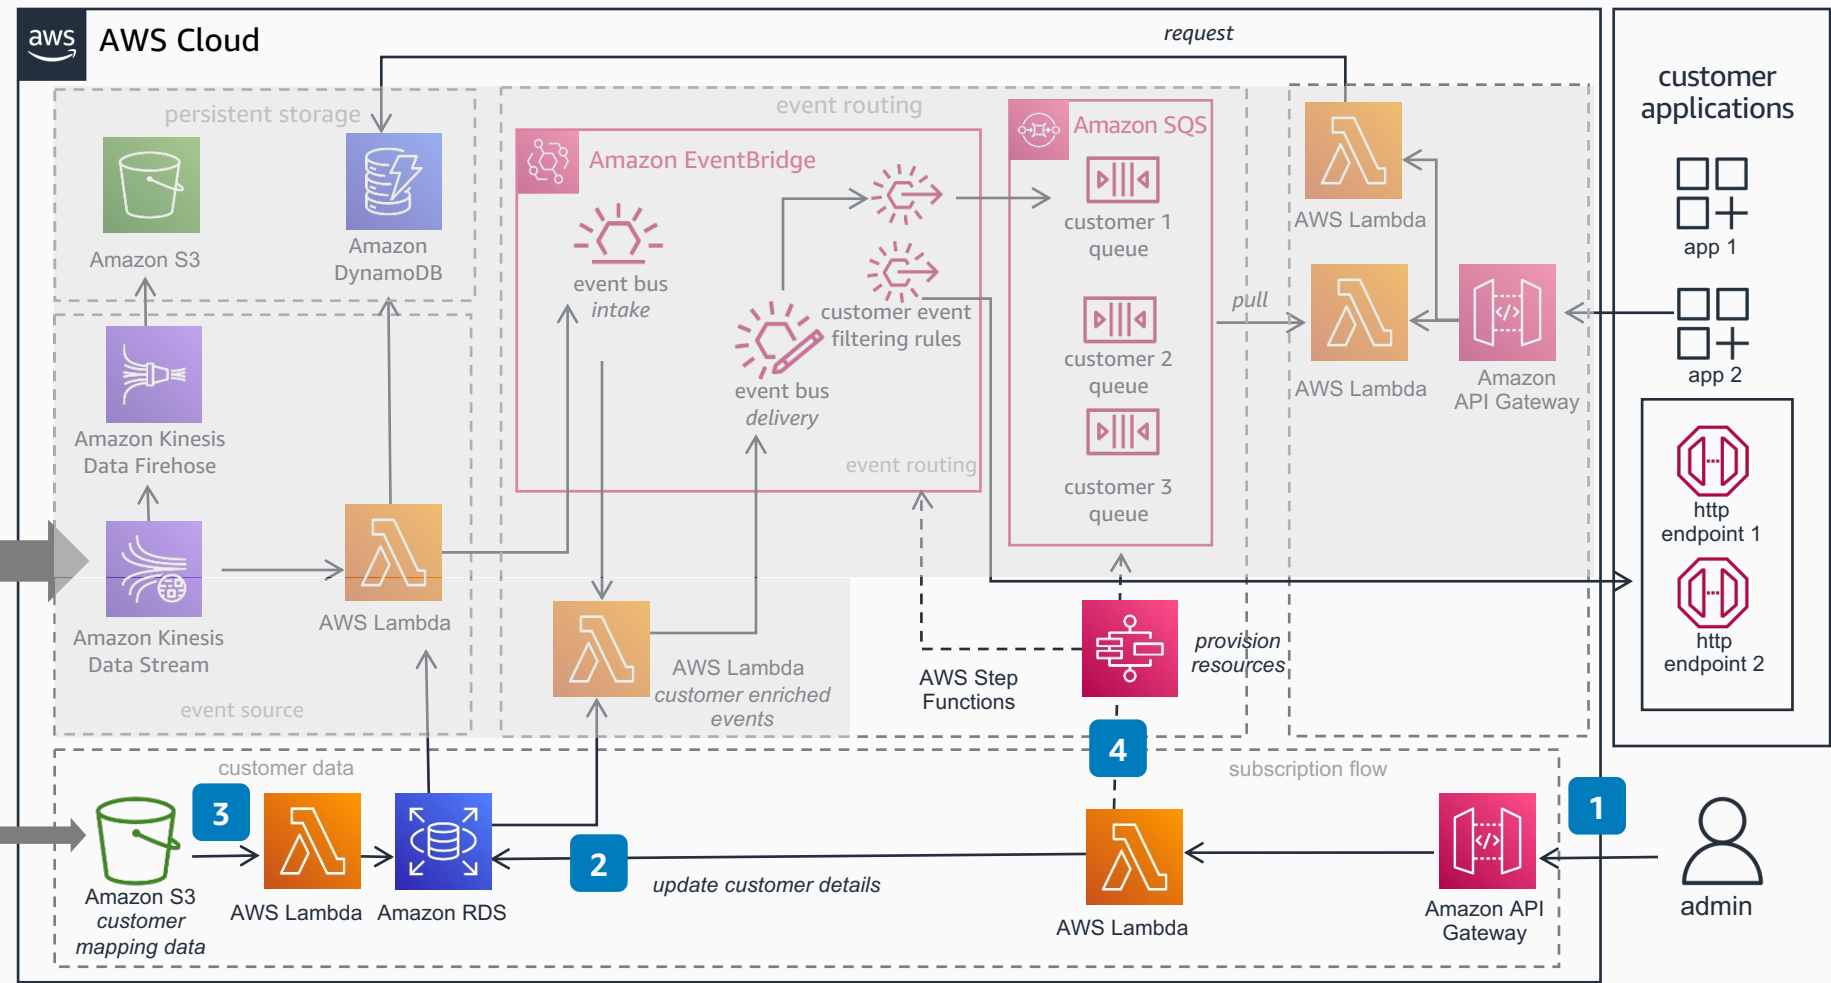 aws
AWS Cloud
request
customer
applications
persistent storage
event routing
Amazon EventBridge
Amazon SQS
Amazon S3
Amazon
DynamoDB
event bus
intake
customer event
filtering rules
event bus
delivery
event routing
customer 1
queue
customer 2
queue
customer 3
queue
pull
AWS Lambda
AWS Lambda
Amazon
API Gateway
app 1
app 2
http
endpoint 1
http
endpoint 2
Amazon Kinesis
Data Firehose
Amazon Kinesis
Data Stream
AWS Lambda
event source
AWS Lambda
customer enriched
events
AWS Step
Functions
provision
resources
4
customer data
subscription flow
3
2
1
update customer details
Amazon S3
customer
mapping data
AWS Lambda
Amazon RDS
AWS Lambda
Amazon API
Gateway
admin